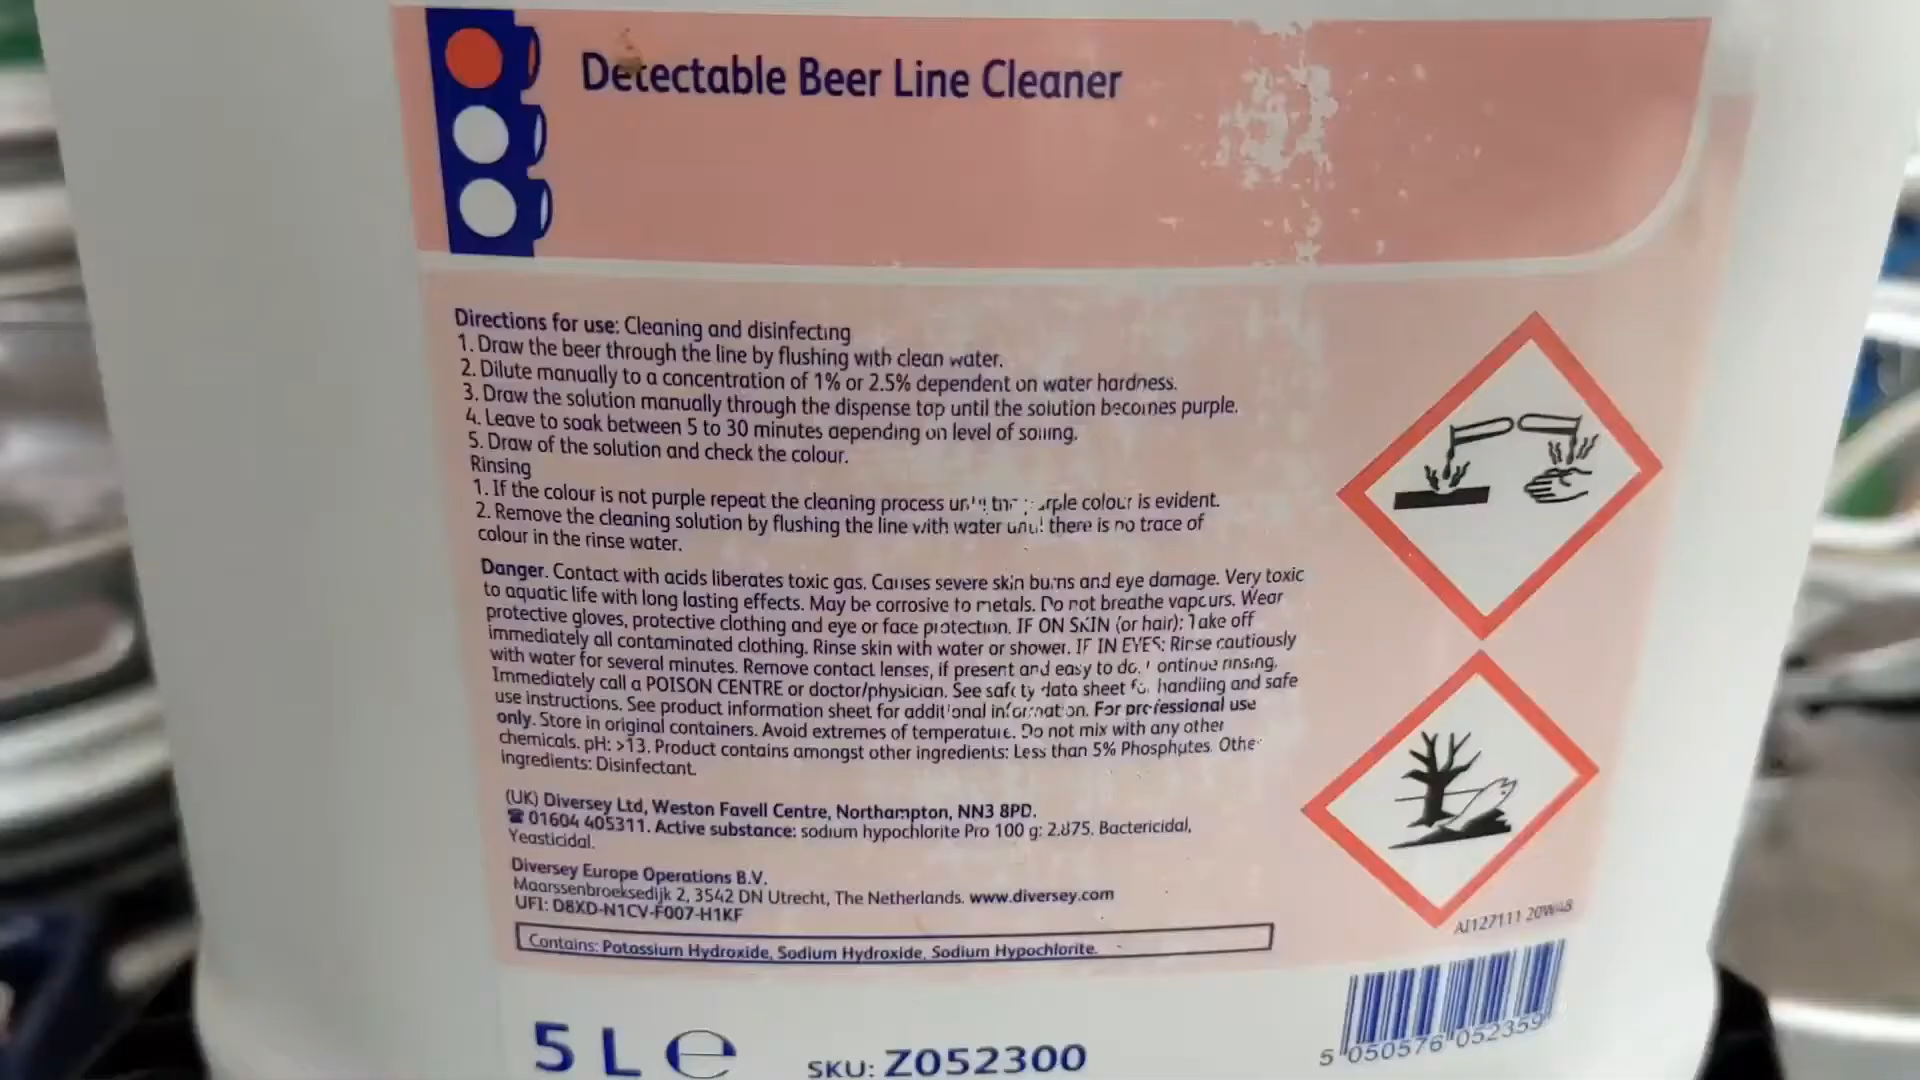 Detectable Beer Line Cleaner
Directions for use: Cleaning and disinfecting
1. Draw the beer through the line by flushing with clean water.
2. Dilute manually to a concentration of 1% or 2.5% dependent on water hardness.
3. Draw the solution manually through the dispense tap until the solution becomes purple.
4. Leave to soak between 5 to 30 minutes depending on level of soiling.
5. Draw of the solution and check the colour.
Rinsing
1. If the colour is not purple repeat the cleaning process until the purple colour is evident.
2. Remove the cleaning solution by flushing the line with water until there is no trace of
colour in the rinse water.
Danger. Contact with acids liberates toxic gas. Causes severe skin burns and eye damage. Very toxic
to aquatic life with long lasting effects. May be corrosive to metals. Do not breathe vapours. Wear
protective gloves, protective clothing and eye or face protection. IF ON SKIN (or hair): Take off
immediately all contaminated clothing. Rinse skin with water or shower. IF IN EYES: Rinse cautiously
with water for several minutes. Remove contact lenses, if present and easy to do. Continue rinsing.
Immediately call a POISON CENTRE or doctor/physician. See safety data sheet for handling and safe
use instructions. See product information sheet for additional information. For professional use
only. Store in original containers. Avoid extremes of temperature. Do not mix with any other
chemicals. pH: >13. Product contains amongst other ingredients: Less than 5% Phosphates. Other
ingredients: Disinfectant.
(UK) Diversey Ltd, Weston Favell Centre, Northampton, NN3 8PD.
☎ 01604 405311. Active substance: sodium hypochlorite Pro 100 g: 2.875. Bactericidal,
Yeasticidal.
Diversey Europe Operations B.V.
Maarssenbroeksedijk 2, 3542 DN Utrecht, The Netherlands. www.diversey.com
UFI: D8XD-N1CV-F007-H1KF
Contains: Potassium Hydroxide, Sodium Hydroxide, Sodium Hypochlorite.
AI127111 20W48
5 L e
SKU: Z052300
5 050576 052359